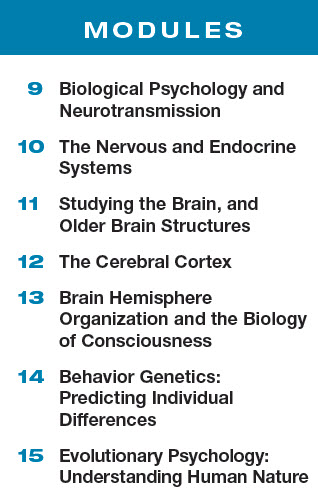 MODULES
9 Biological Psychology and
Neurotransmission
10 The Nervous and Endocrine
Systems
11 Studying the Brain, and
Older Brain Structures
12 The Cerebral Cortex
13 Brain Hemisphere
Organization and the Biology
of Consciousness
14 Behavior Genetics:
Predicting Individual
Differences
15 Evolutionary Psychology:
Understanding Human Nature